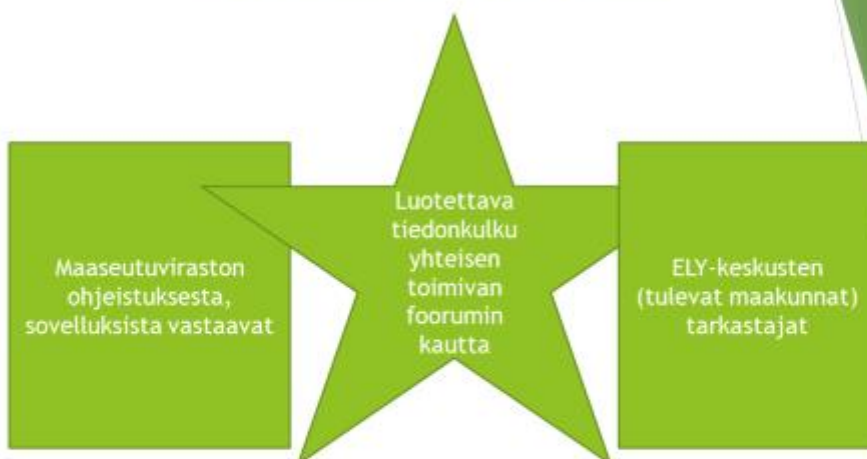 Maaseutuviraston
ohjeistuksesta,
sovelluksista vastaavat
Luotettava
tiedonkulku
yhteisen
toimivan
foorumin
kautta
ELY-keskusten
(tulevat maakunnat)
tarkastajat